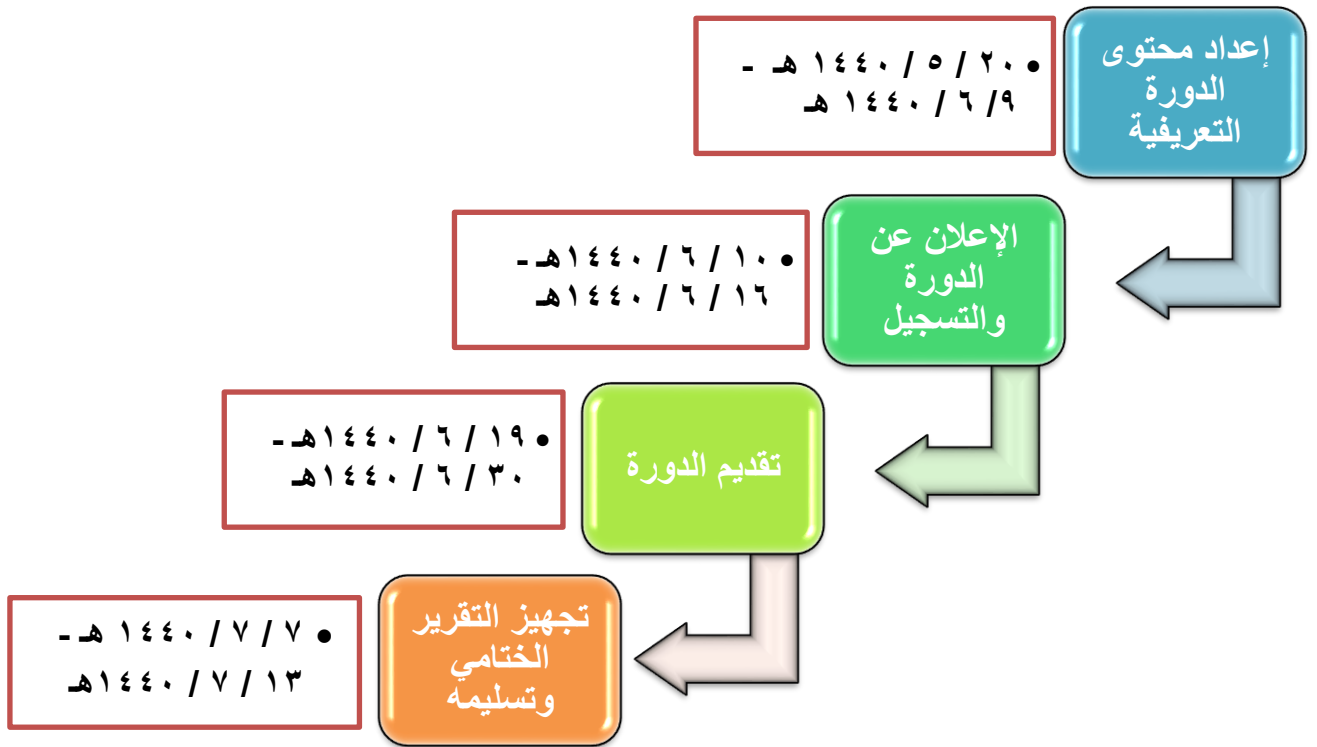 إعداد محتوى
الدورة
التعريفية
• ٢٠ / ٥ / ١٤٤٠ هـ -
٩/ ٦ / ١٤٤٠ هـ
الإعلان عن
الدورة
والتسجيل
• ١٠ / ٦ / ١٤٤٠هـ -
١٦ / ٦ / ١٤٤٠هـ
تقديم الدورة
• ١٩ / ٦ / ١٤٤٠هـ -
٣٠ / ٦ / ١٤٤٠هـ
تجهيز التقرير
الختامي
وتسليمه
• ٧ / ٧ / ١٤٤٠ هـ -
١٣ / ٧ / ١٤٤٠هـ